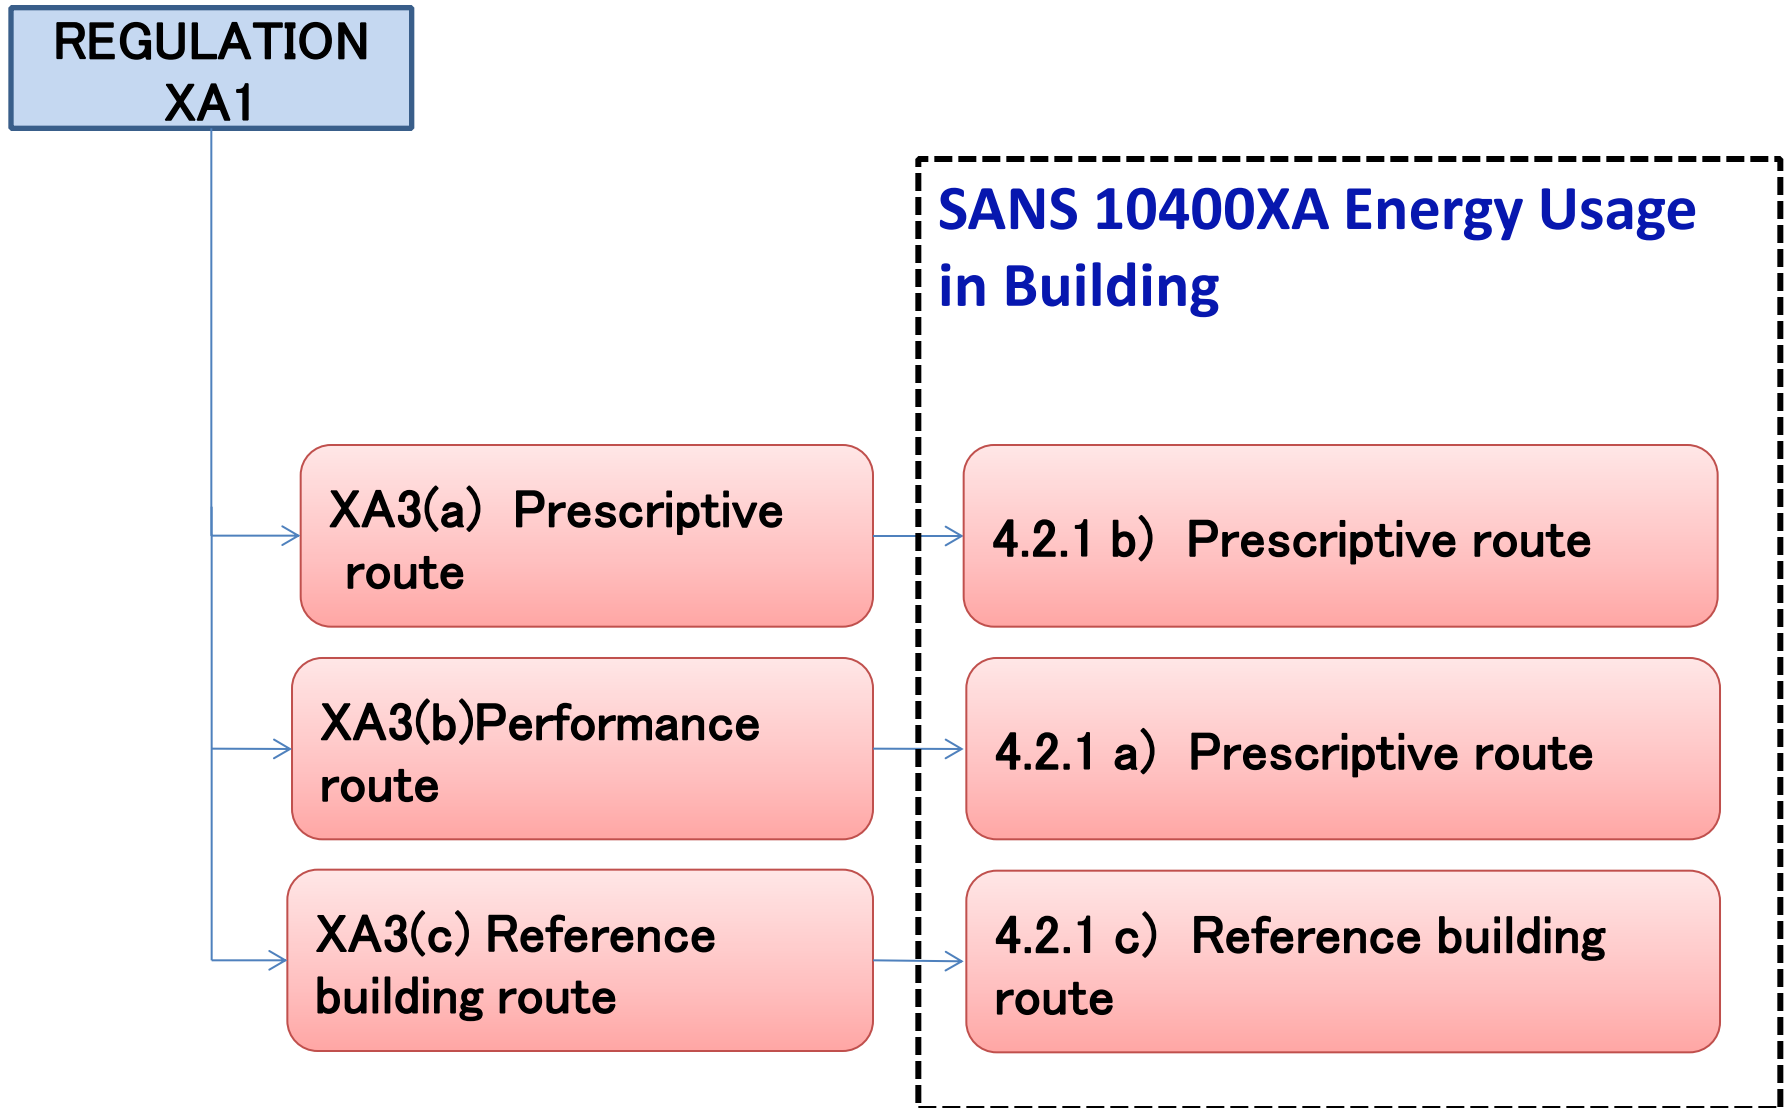 REGULATION
XA1
SANS 10400XA Energy Usage
in Building
XA3(a) Prescriptive
route
4.2.1 b) Prescriptive route
XA3(b)Performance
route
4.2.1 a) Prescriptive route
XA3(c) Reference
building route
4.2.1 c) Reference building
route